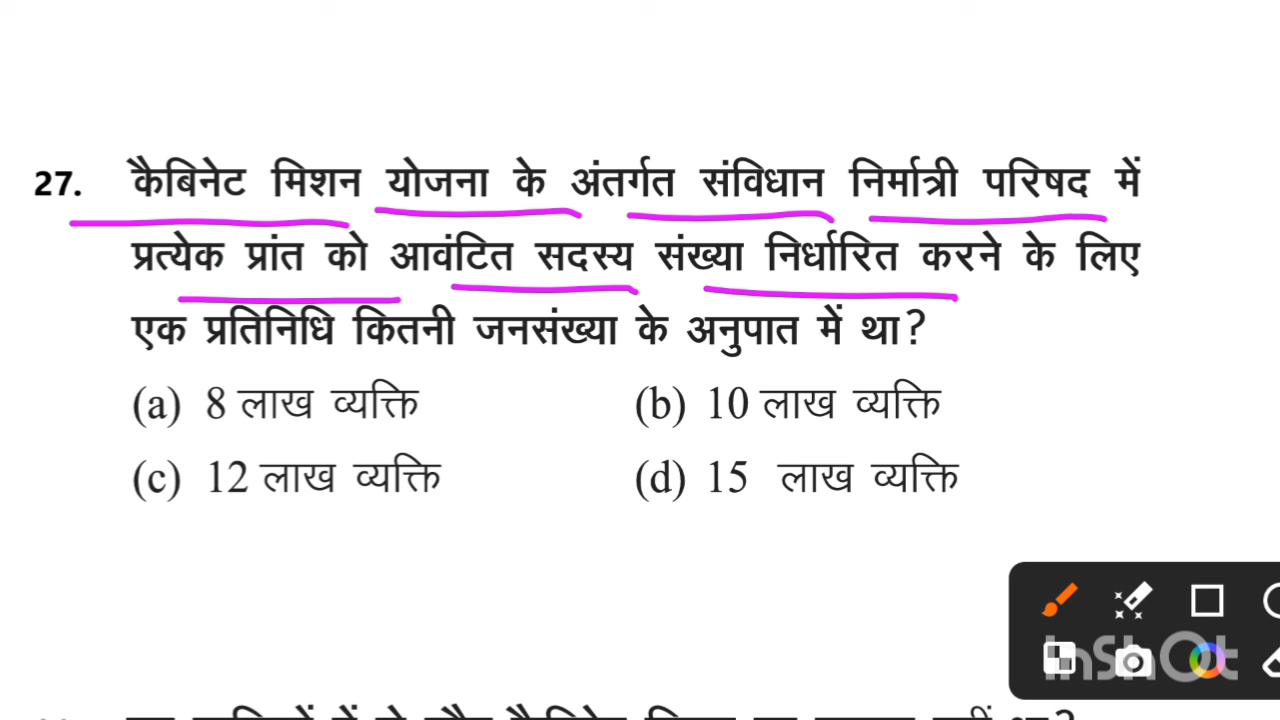 27. कैबिनेट मिशन योजना के अंतर्गत संविधान निर्मात्री परिषद में
प्रत्येक प्रांत को आवंटित सदस्य संख्या निर्धारित करने के लिए
एक प्रतिनिधि कितनी जनसंख्या के अनुपात में था?
(a) 8 लाख व्यक्ति (b) 10 लाख व्यक्ति
(c) 12 लाख व्यक्ति (d) 15 लाख व्यक्ति
InShOt